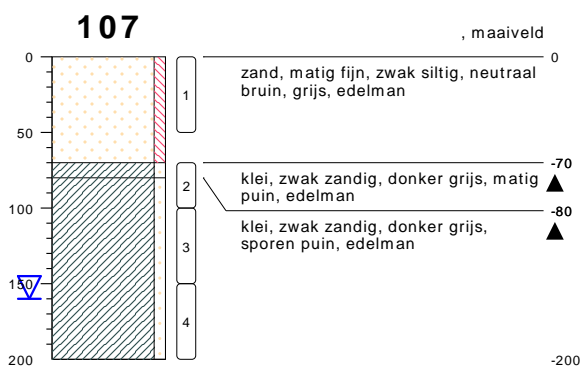 107
, maaiveld
0
0
zand, matig fijn, zwak siltig, neutraal
bruin, grijs, edelman
1
50
-70
klei, zwak zandig, donker grijs, matig
puin, edelman
2
-80
100
klei, zwak zandig, donker grijs,
sporen puin, edelman
3
150
4
200
-200